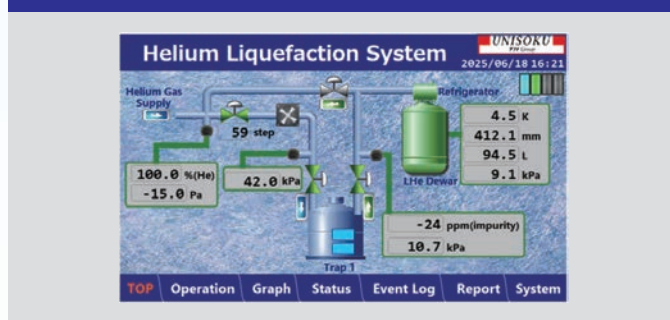 Helium Liquefaction System
UNISOKU
2025/06/18 16:21
Helium Gas
Supply
Refrigerator
59 step
4.5 K
412.1 mm
94.5 L
9.1 kPa
100.0 %(He)
-15.0 Pa
42.0 kPa
LHe Dewar
-24 ppm(impurity)
10.7 kPa
Trap 1
TOP Operation Graph Status Event Log Report System